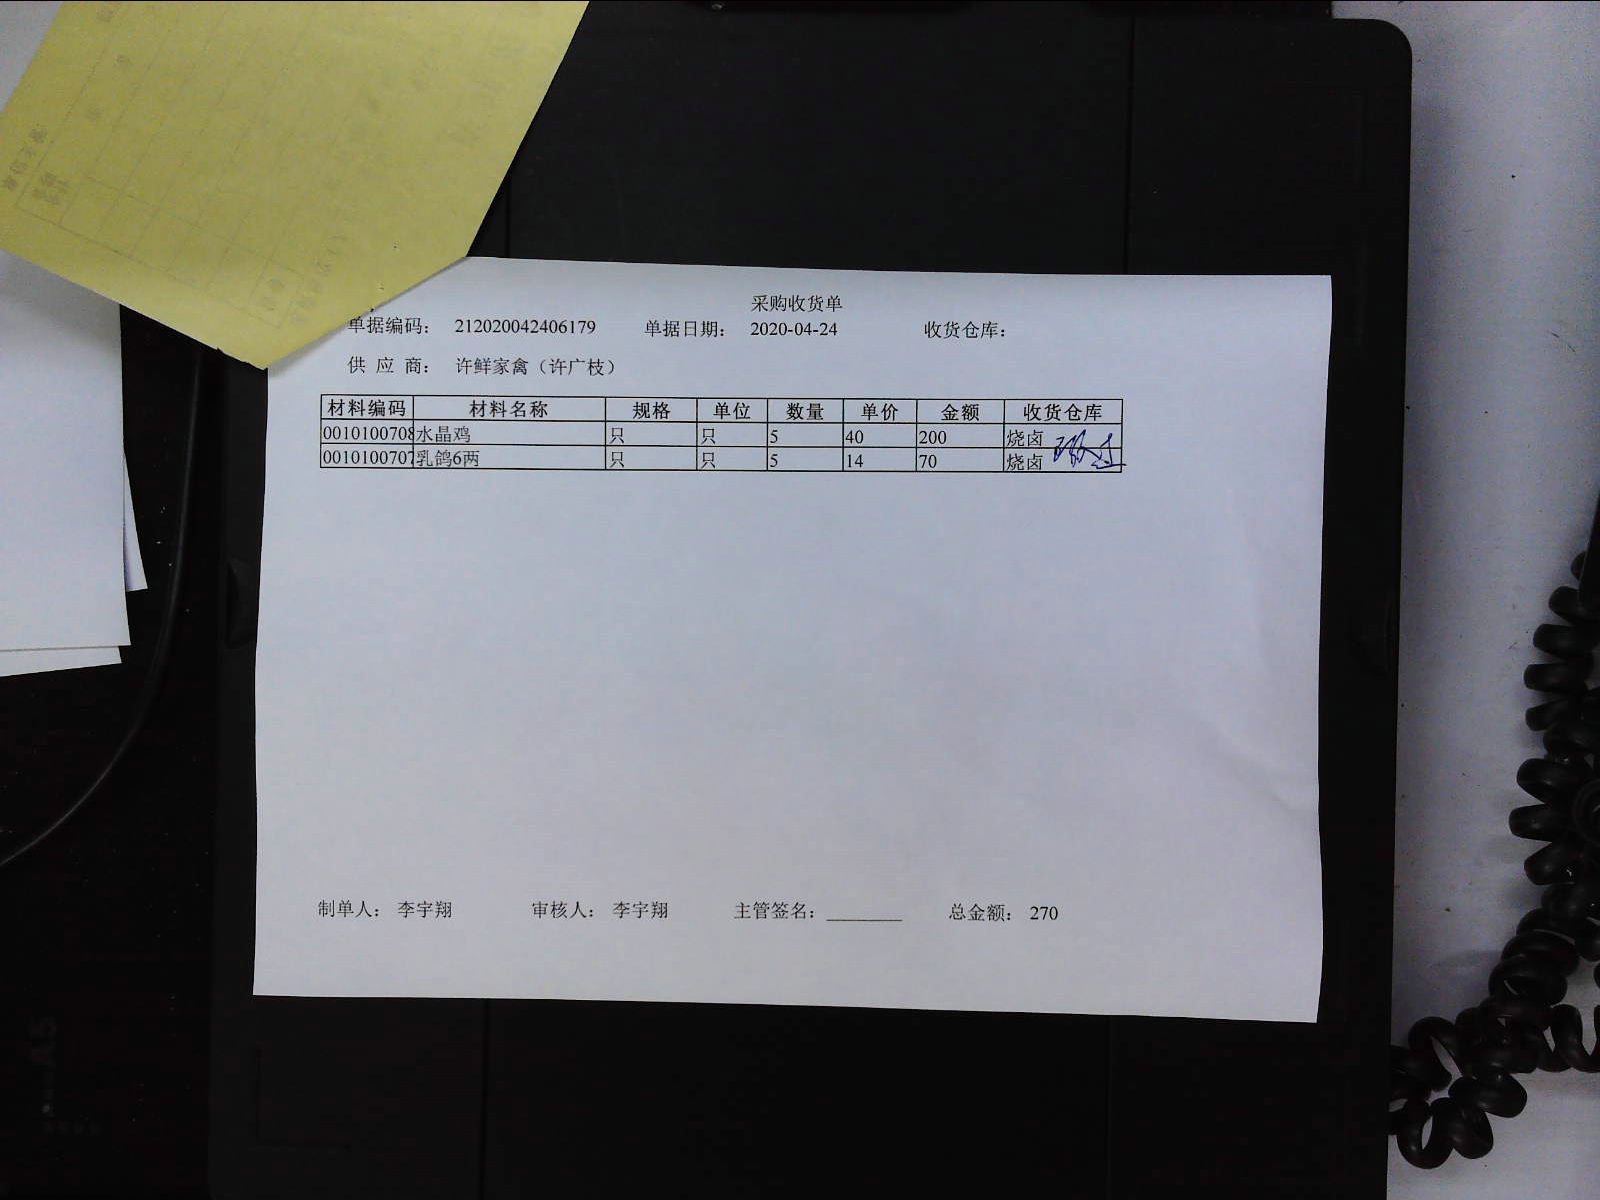 采购收货单
单据编码： 212020042406179 单据日期： 2020-04-24 收货仓库：
供 应 商： 许鲜家禽（许广枝）
材料编码 材料名称 规格 单位 数量 单价 金额 收货仓库
0010100708 水晶鸡 只 只 5 40 200 烧卤
0010100707 乳鸽6两 只 只 5 14 70 烧卤
制单人： 李宇翔 审核人： 李宇翔 主管签名：________ 总金额： 270